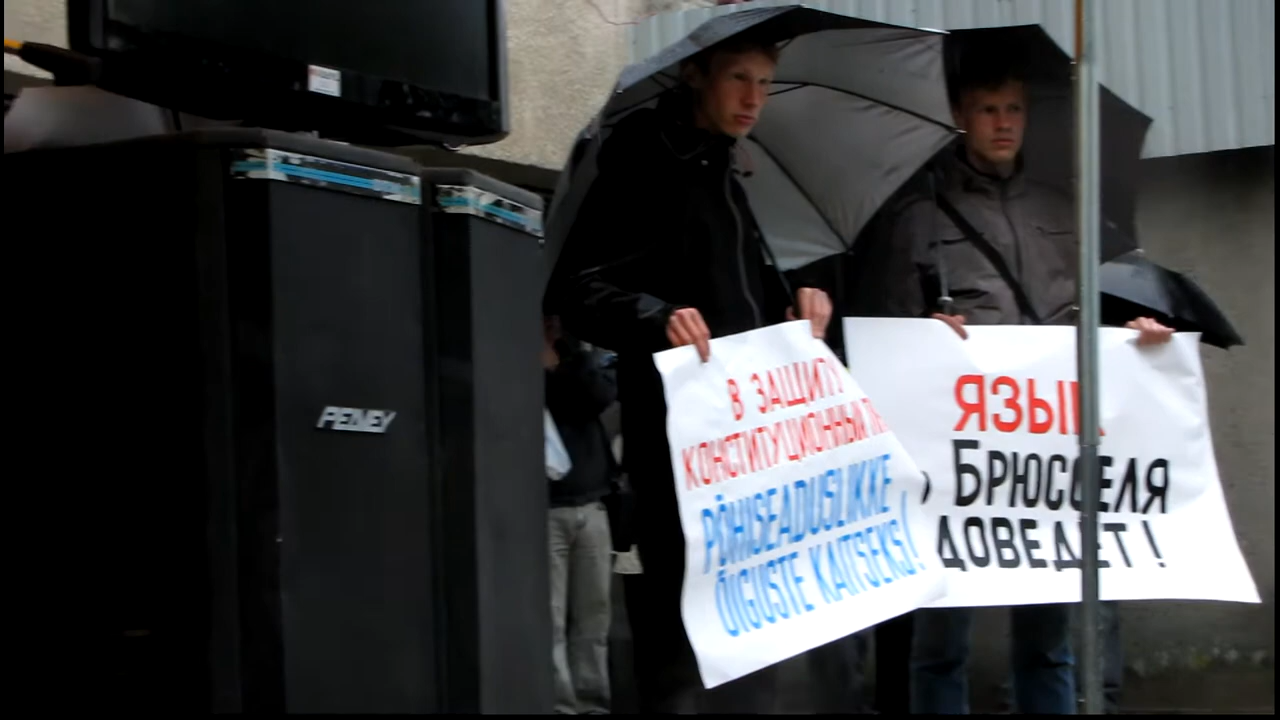 PEAVEY
В ЗАЩИТУ
КОНСТИТУЦИОННЫХ
PÕHISEADUSLIKKE
ÕIGUSTE KAITSEKS!
ЯЗЫК
БРЮССЕЛЯ
ДОВЕДЕТ!